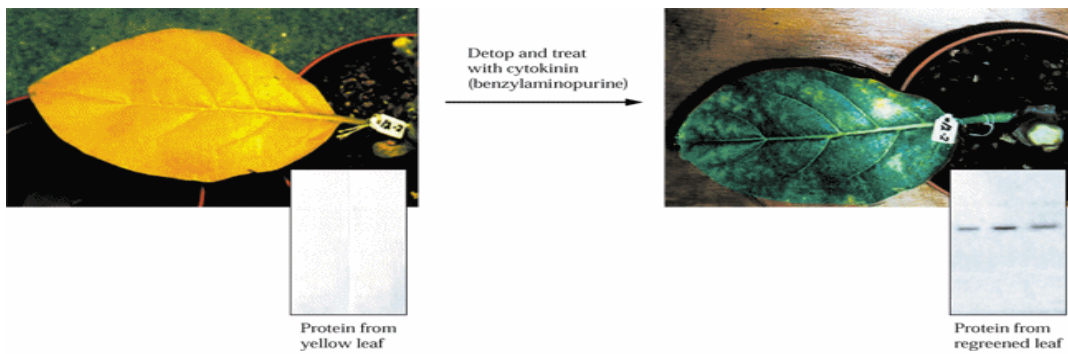 Detop and treat
with cytokinin
(benzylaminopurine)
Protein from
yellow leaf
Protein from
regreened leaf